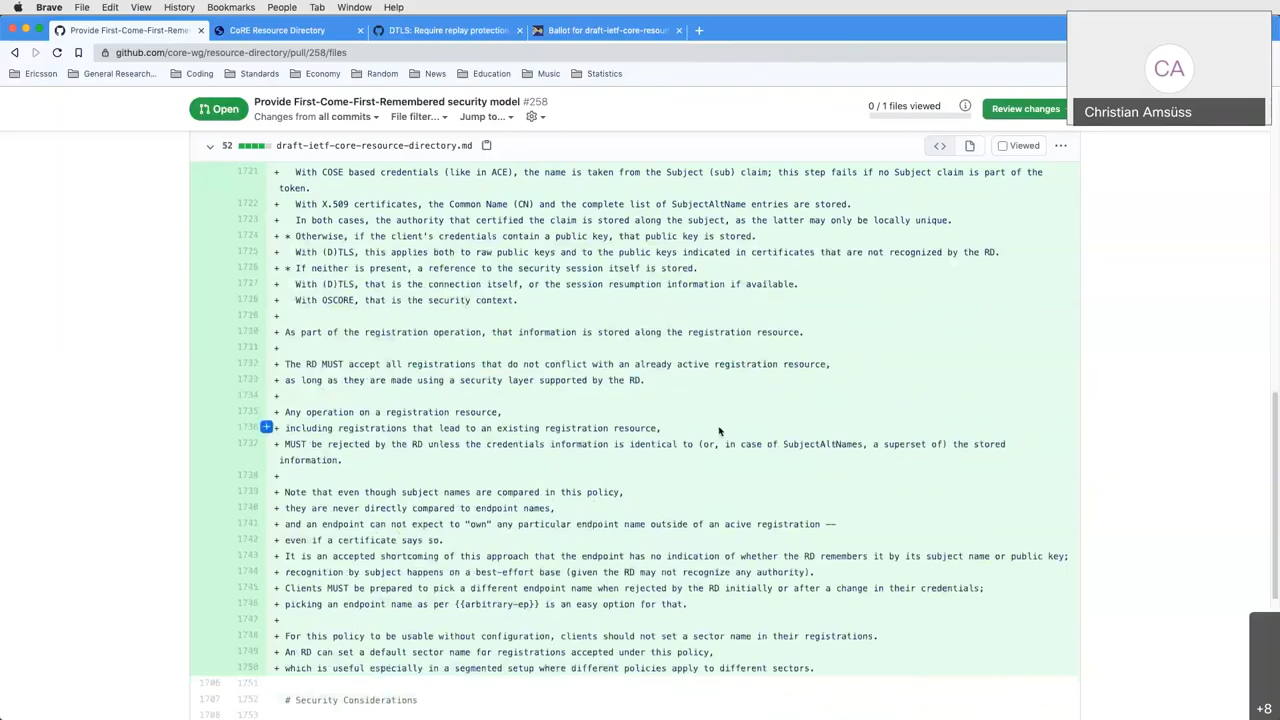 Brave File Edit View History Bookmarks People Tab Window Help
Provide First-Come-First-Reme× CoRE Resource Directory × DTLS: Require replay protection × Ballot for draft-ietf-core-resour× +
github.com/core-wg/resource-directory/pull/258/files
Ericsson General Research... Coding Standards Economy Random News Education Music Statistics
CA
Christian Amsüss
Open
Provide First-Come-First-Remembered security model #258
Changes from all commits File filter... Jump to...
0 / 1 files viewed
Review changes
52 draft-ietf-core-resource-directory.md
<> Viewed ...
1721 + With COSE based credentials (like in ACE), the name is taken from the Subject (sub) claim; this step fails if no Subject claim is part of the
token.
1722 + With X.509 certificates, the Common Name (CN) and the complete list of SubjectAltName entries are stored.
1723 + In both cases, the authority that certified the claim is stored along the subject, as the latter may only be locally unique.
1724 + * Otherwise, if the client's credentials contain a public key, that public key is stored.
1725 + With (D)TLS, this applies both to raw public keys and to the public keys indicated in certificates that are not recognized by the RD.
1726 + * If neither is present, a reference to the security session itself is stored.
1727 + With (D)TLS, that is the connection itself, or the session resumption information if available.
1728 + With OSCORE, that is the security context.
1729 +
1730 + As part of the registration operation, that information is stored along the registration resource.
1731 +
1732 + The RD MUST accept all registrations that do not conflict with an already active registration resource,
1733 + as long as they are made using a security layer supported by the RD.
1734 +
1735 + Any operation on a registration resource,
1736 + including registrations that lead to an existing registration resource,
1737 + MUST be rejected by the RD unless the credentials information is identical to (or, in case of SubjectAltNames, a superset of) the stored
information.
1738 +
1739 + Note that even though subject names are compared in this policy,
1740 + they are never directly compared to endpoint names,
1741 + and an endpoint can not expect to "own" any particular endpoint name outside of an acive registration --
1742 + even if a certificate says so.
1743 + It is an accepted shortcoming of this approach that the endpoint has no indication of whether the RD remembers it by its subject name or public key;
1744 + recognition by subject happens on a best-effort base (given the RD may not recognize any authority).
1745 + Clients MUST be prepared to pick a different endpoint name when rejected by the RD initially or after a change in their credentials;
1746 + picking an endpoint name as per {{arbitrary-ep}} is an easy option for that.
1747 +
1748 + For this policy to be usable without configuration, clients should not set a sector name in their registrations.
1749 + An RD can set a default sector name for registrations accepted under this policy,
1750 + which is useful especially in a segmented setup where different policies apply to different sectors.
1706 1751
1707 1752 # Security Considerations
1708 1753
+8